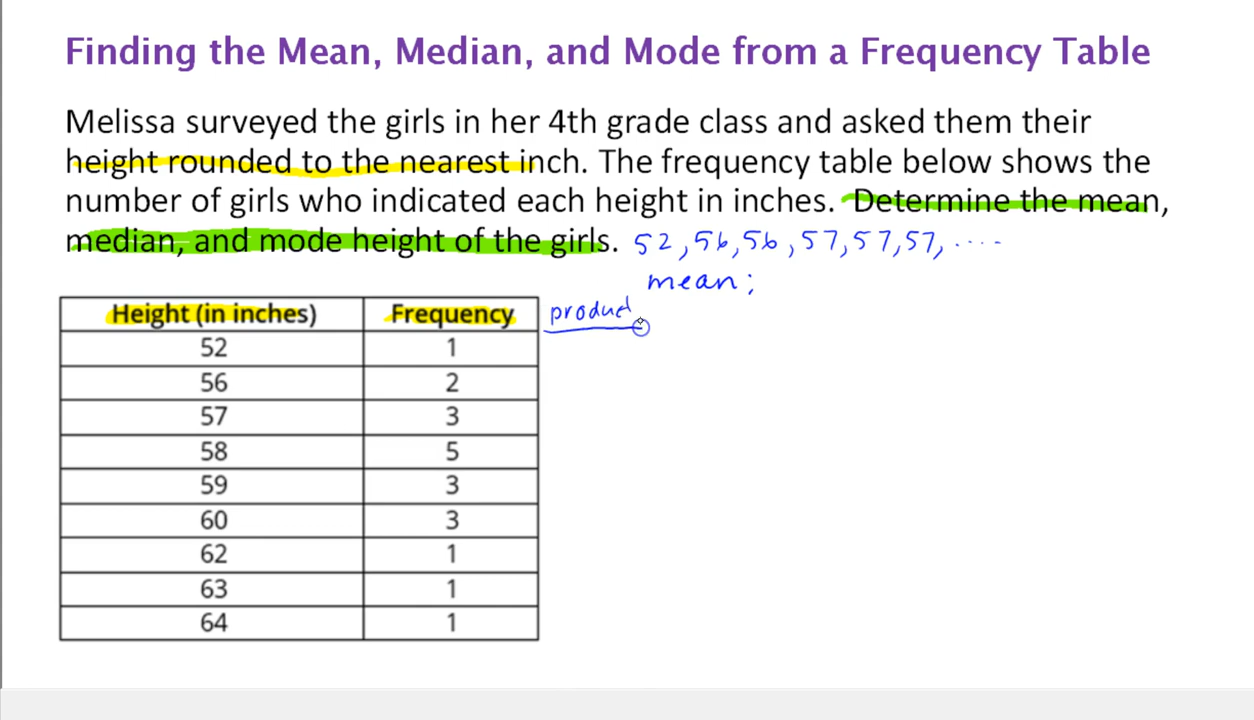 Finding the Mean, Median, and Mode from a Frequency Table
Melissa surveyed the girls in her 4th grade class and asked them their
height rounded to the nearest inch. The frequency table below shows the
number of girls who indicated each height in inches. Determine the mean,
median, and mode height of the girls. 52, 56, 56, 57, 57, 57, ....
mean;
Height (in inches) Frequency produc
52 1
56 2
57 3
58 5
59 3
60 3
62 1
63 1
64 1